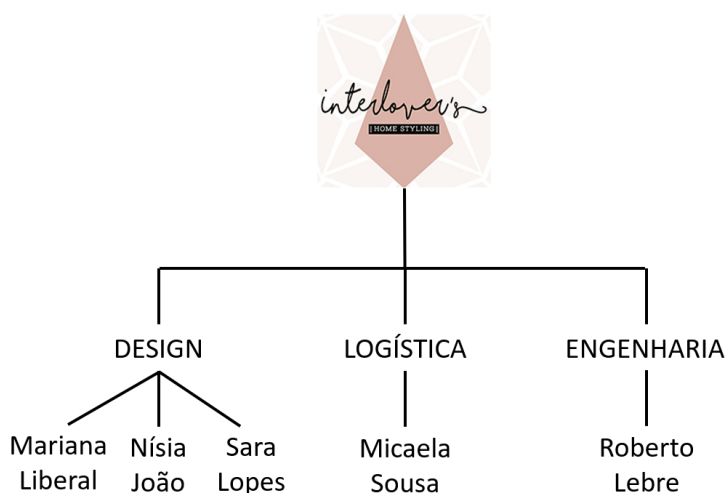 interlover's
|HOME STYLING|
DESIGN
LOGÍSTICA
ENGENHARIA
Mariana
Liberal
Nísia
João
Sara
Lopes
Micaela
Sousa
Roberto
Lebre